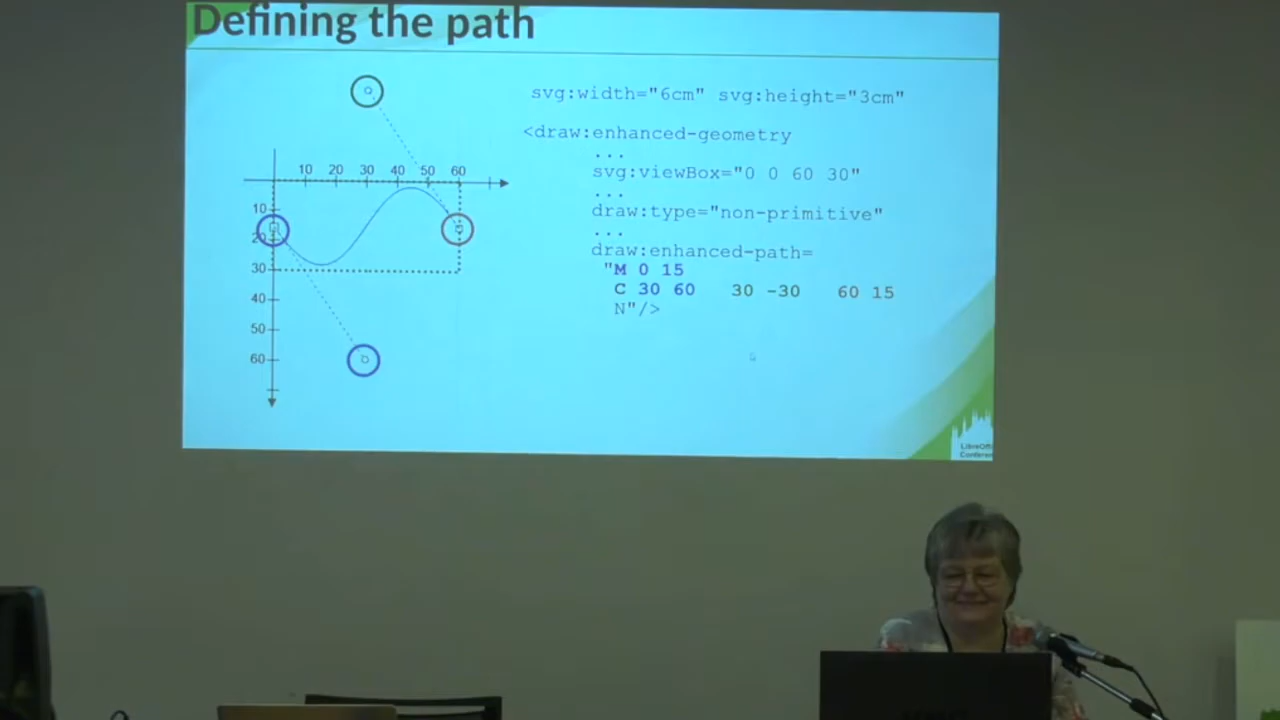 Defining the path
svg:width="6cm" svg:height="3cm"
<draw:enhanced-geometry
...
svg:viewBox="0 0 60 30"
...
draw:type="non-primitive"
...
draw:enhanced-path=
"M 0 15
C 30 60 30 -30 60 15
N"/>
10 20 30 40 50 60
10
20
30
40
50
60